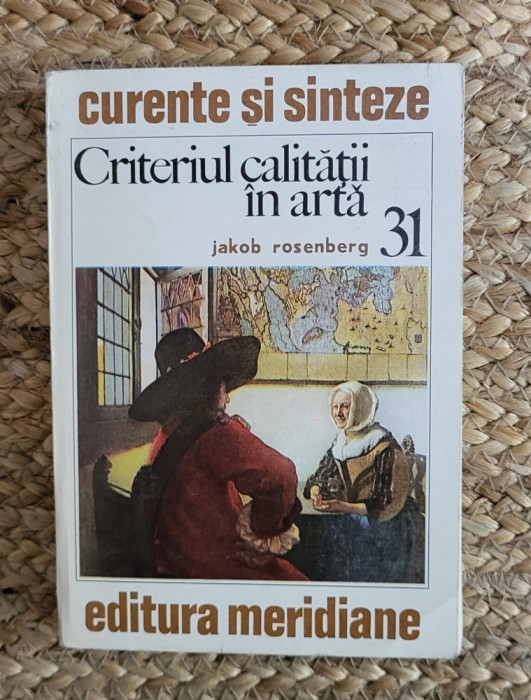 curente și sinteze
Criteriul calității
în artă
jakob rosenberg 31
editura meridiane